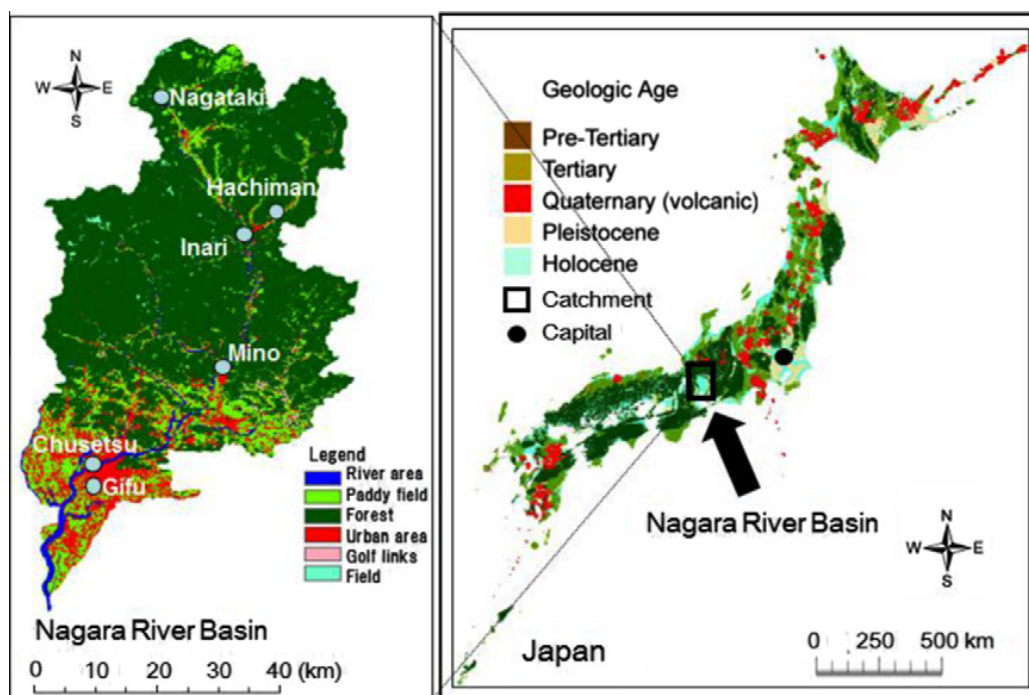 N
W E
S
Nagataki
Hachiman
Inari
Mino
Chusetsu
Gifu
Legend
River area
Paddy field
Forest
Urban area
Golf links
Field
Nagara River Basin
0 10 20 30 40 (km)
Geologic Age
Pre-Tertiary
Tertiary
Quaternary (volcanic)
Pleistocene
Holocene
Catchment
Capital
Nagara River Basin
N
W E
S
Japan
0 250 500 km